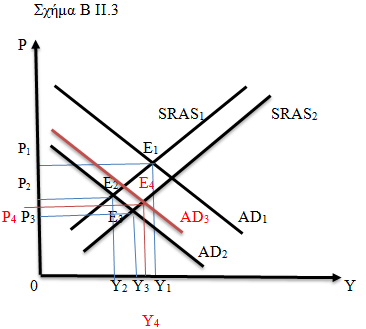 Σχήμα Β ΙΙ.3
P
SRAS₁
SRAS₂
P₁
E₁
P₂
E₂
E₄
P₄
P₃
E₃
AD₃
AD₁
AD₂
0
Y₂
Y₃
Y₁
Y
Y₄